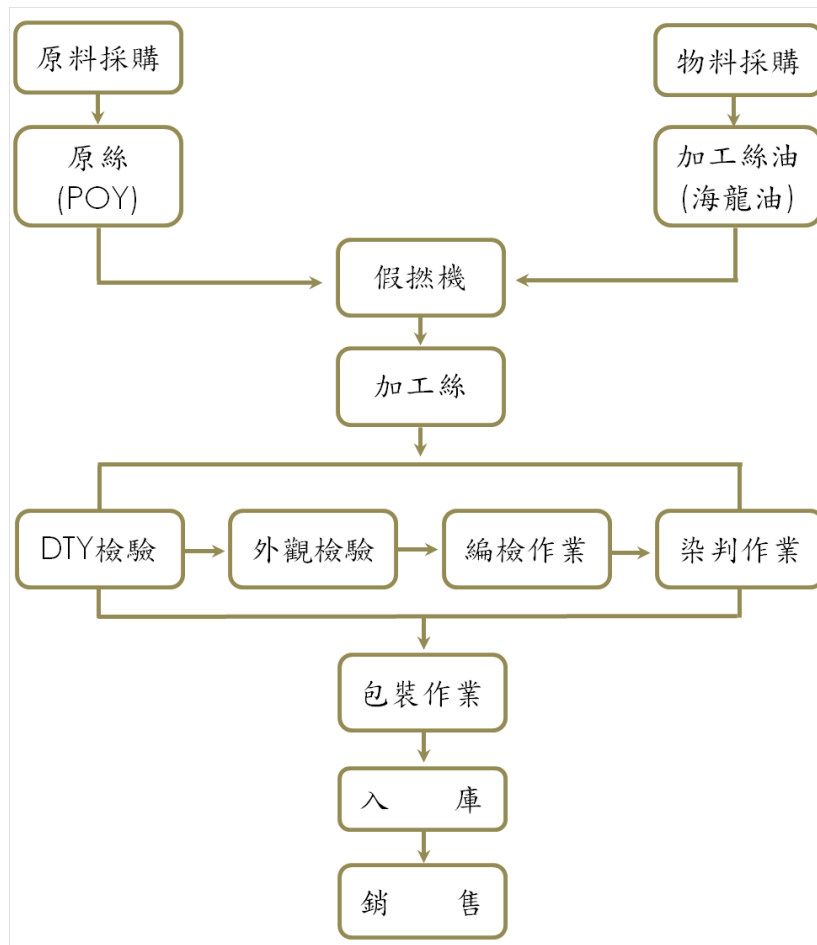 原料採購
物料採購
原絲
(POY)
加工絲油
(海龍油)
假撚機
加工絲
DTY檢驗
外觀檢驗
編檢作業
染判作業
包裝作業
入 庫
銷 售